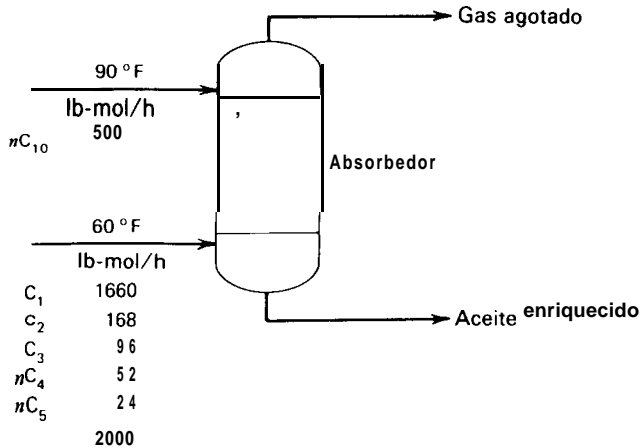 Gas agotado
90 °F
lb-mol/h
nC10 500
Absorbedor
60 °F
lb-mol/h
C1 1660
C2 168
C3 96
nC4 52
nC5 24
2000
Aceite enriquecido